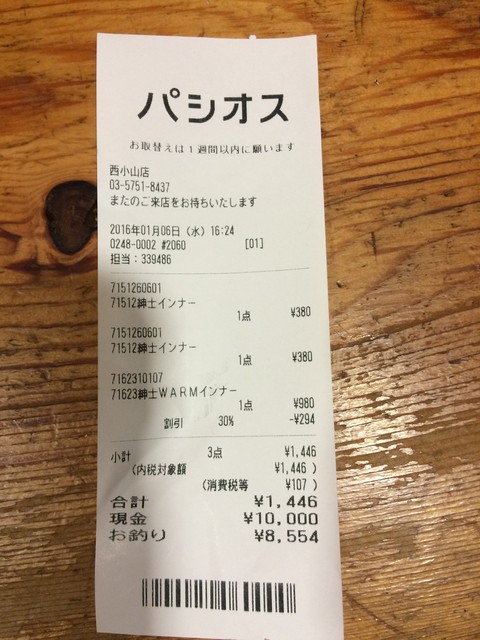 パシオス
お取替えは1週間以内に願います
西小山店
03-5751-8437
またのご来店をお待ちいたします
2016年01月06日（水）16:24
0248-0002 #2060 [01]
担当：339486
7151260601
71512紳士インナー
1点 ¥380
7151260601
71512紳士インナー
1点 ¥380
7162310107
71623紳士ＷＡＲＭインナー
1点 ¥980
割引 30% -¥294
小計 3点 ¥1,446
（内税対象額 ¥1,446 ）
（消費税等 ¥107 ）
合計 ¥1,446
現金 ¥10,000
お釣り ¥8,554